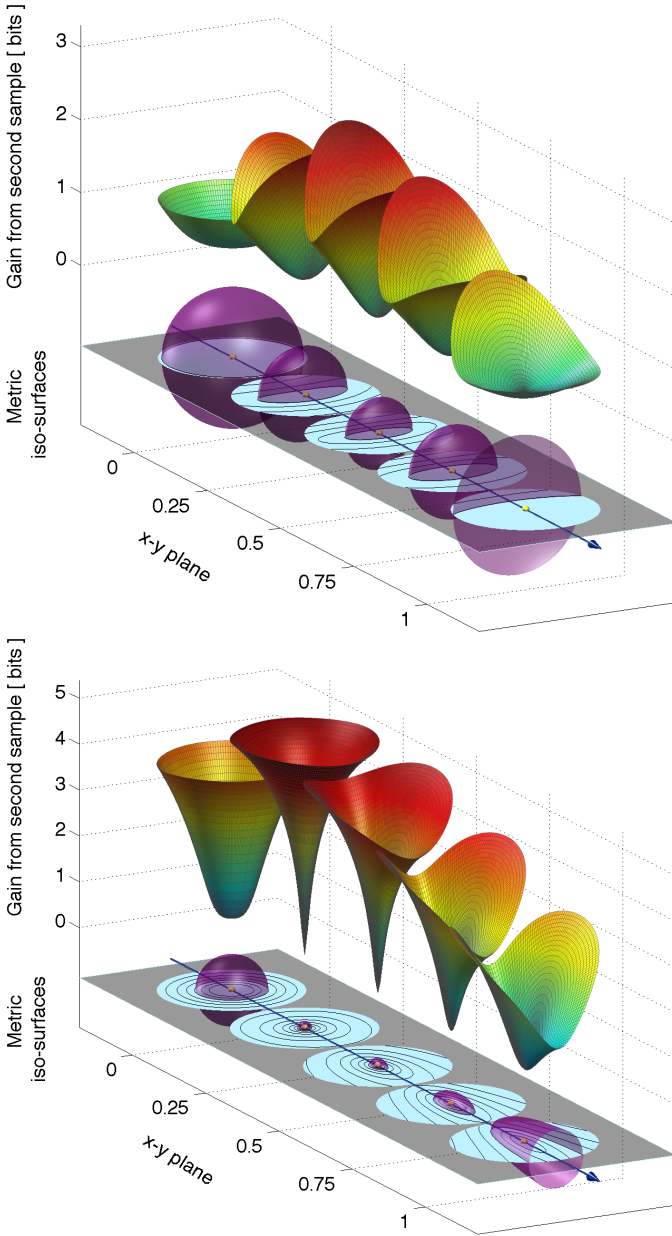 Gain from second sample [ bits ]
3
2
1
0
Metric
iso-surfaces
0
0.25
0.5
0.75
1
x-y plane
Gain from second sample [ bits ]
5
4
3
2
1
0
Metric
iso-surfaces
0
0.25
0.5
0.75
1
x-y plane